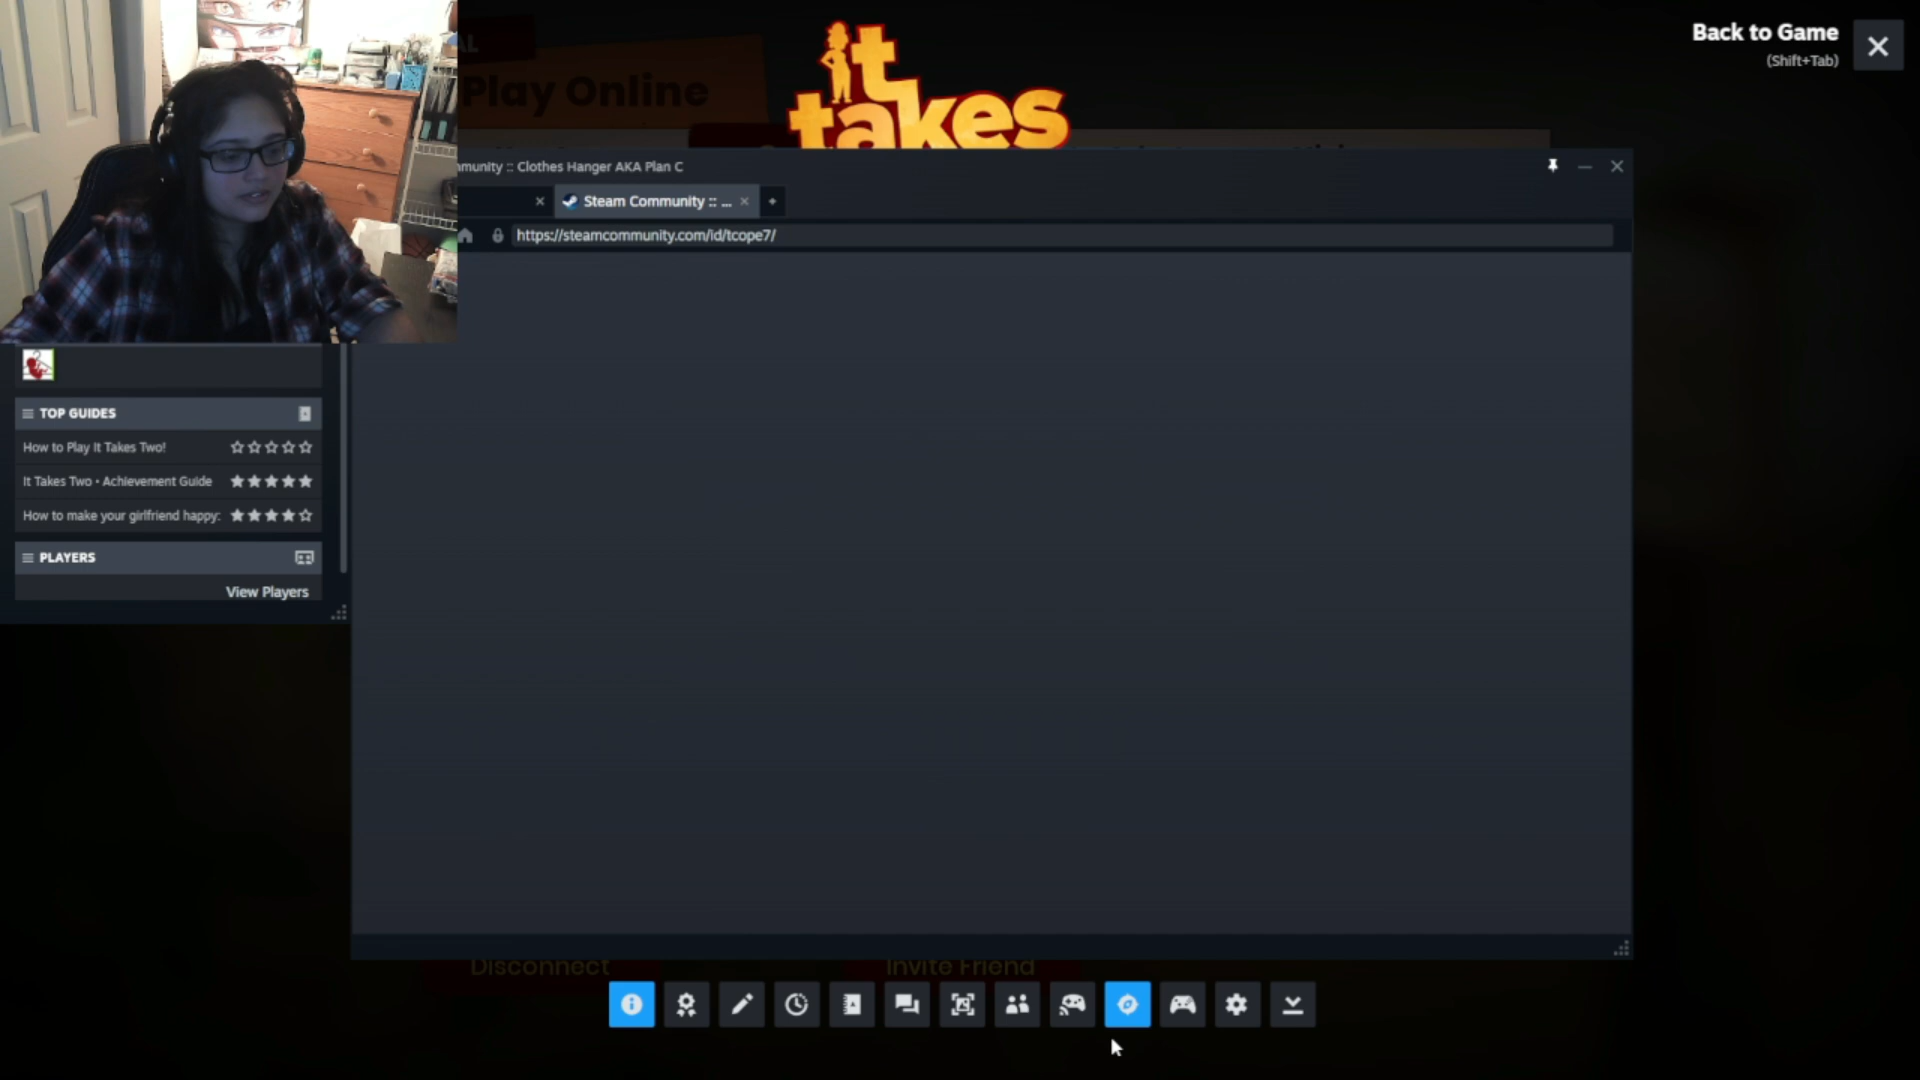 Play Online
it
takes
Back to Game
(Shift+Tab)
mmunity :: Clothes Hanger AKA Plan C
Steam Community :: ...
https://steamcommunity.com/id/tcope7/
TOP GUIDES
How to Play It Takes Two!
It Takes Two • Achievement Guide
How to make your girlfriend happy:
PLAYERS
View Players
Disconnect
Invite Friend